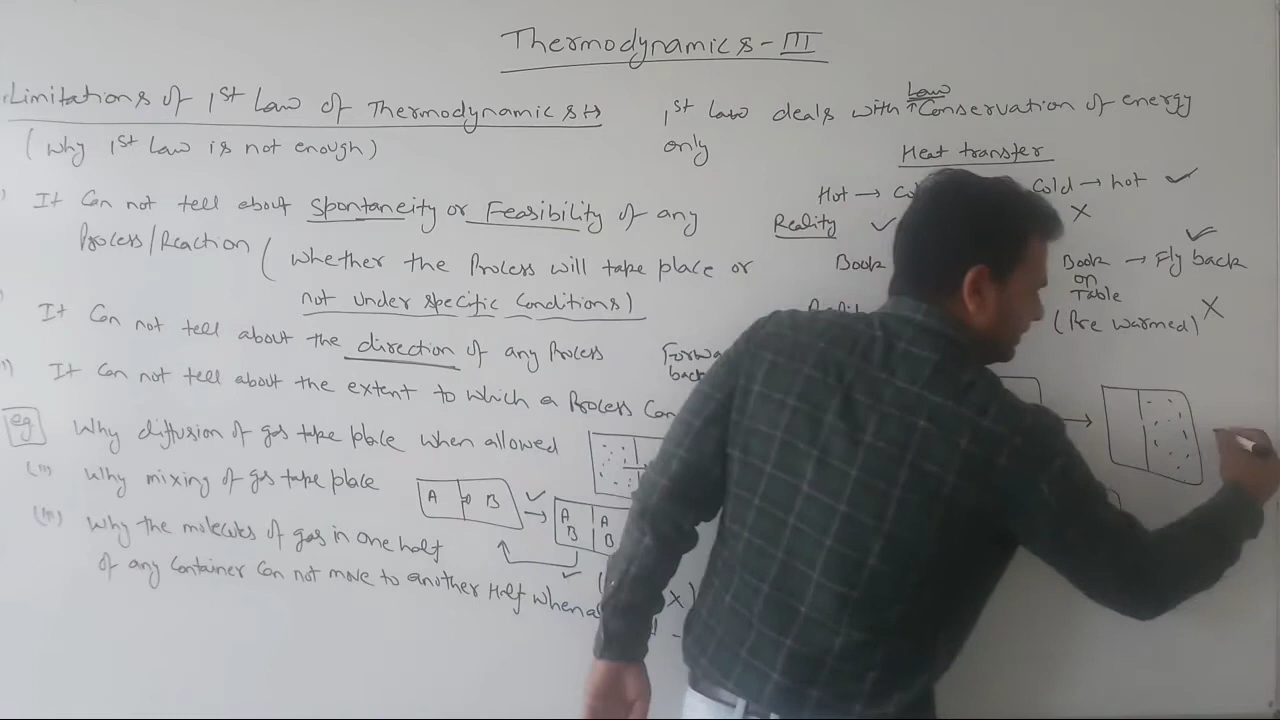 Thermodynamics-III
Limitations of 1st Law of Thermodynamics
(Why 1st Law is not enough)
1st Law deals with Conservation of energy
Law
only
Heat transfer
Hot →
Cold → hot ✓
X
Reality ✓
It Can not tell about Spontaneity or Feasibility of any
Process/Reaction (whether the Process will take place or
not under specific Conditions)
Book
Book → Fly back ✓
on
Table
(Pre warmed) X
It Can not tell about the direction of any Process
It Can not tell about the extent to which a Process Can
eg. Why diffusion of gas take place when allowed
(ii) Why mixing of gas take place
A B → ✓
A A
B B
(iii) Why the molecules of gas in one half
of any Container Can not move to another Half when
✓
X)